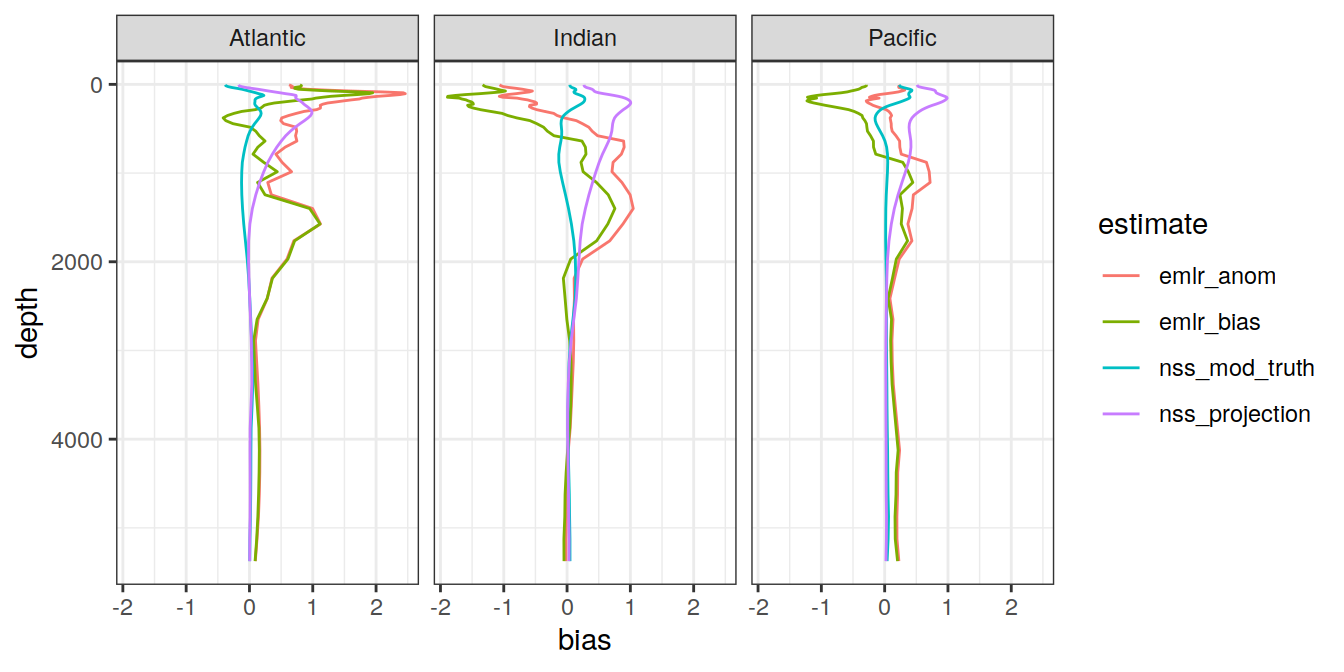 Atlantic
Indian
Pacific
0
2000
4000
depth
-2 -1 0 1 2
-2 -1 0 1 2
-2 -1 0 1 2
bias
estimate
emlr_anom
emlr_bias
nss_mod_truth
nss_projection